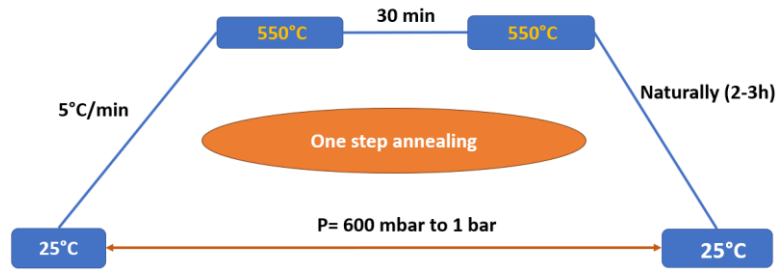 30 min
550°C
550°C
5°C/min
Naturally (2-3h)
One step annealing
P= 600 mbar to 1 bar
25°C
25°C